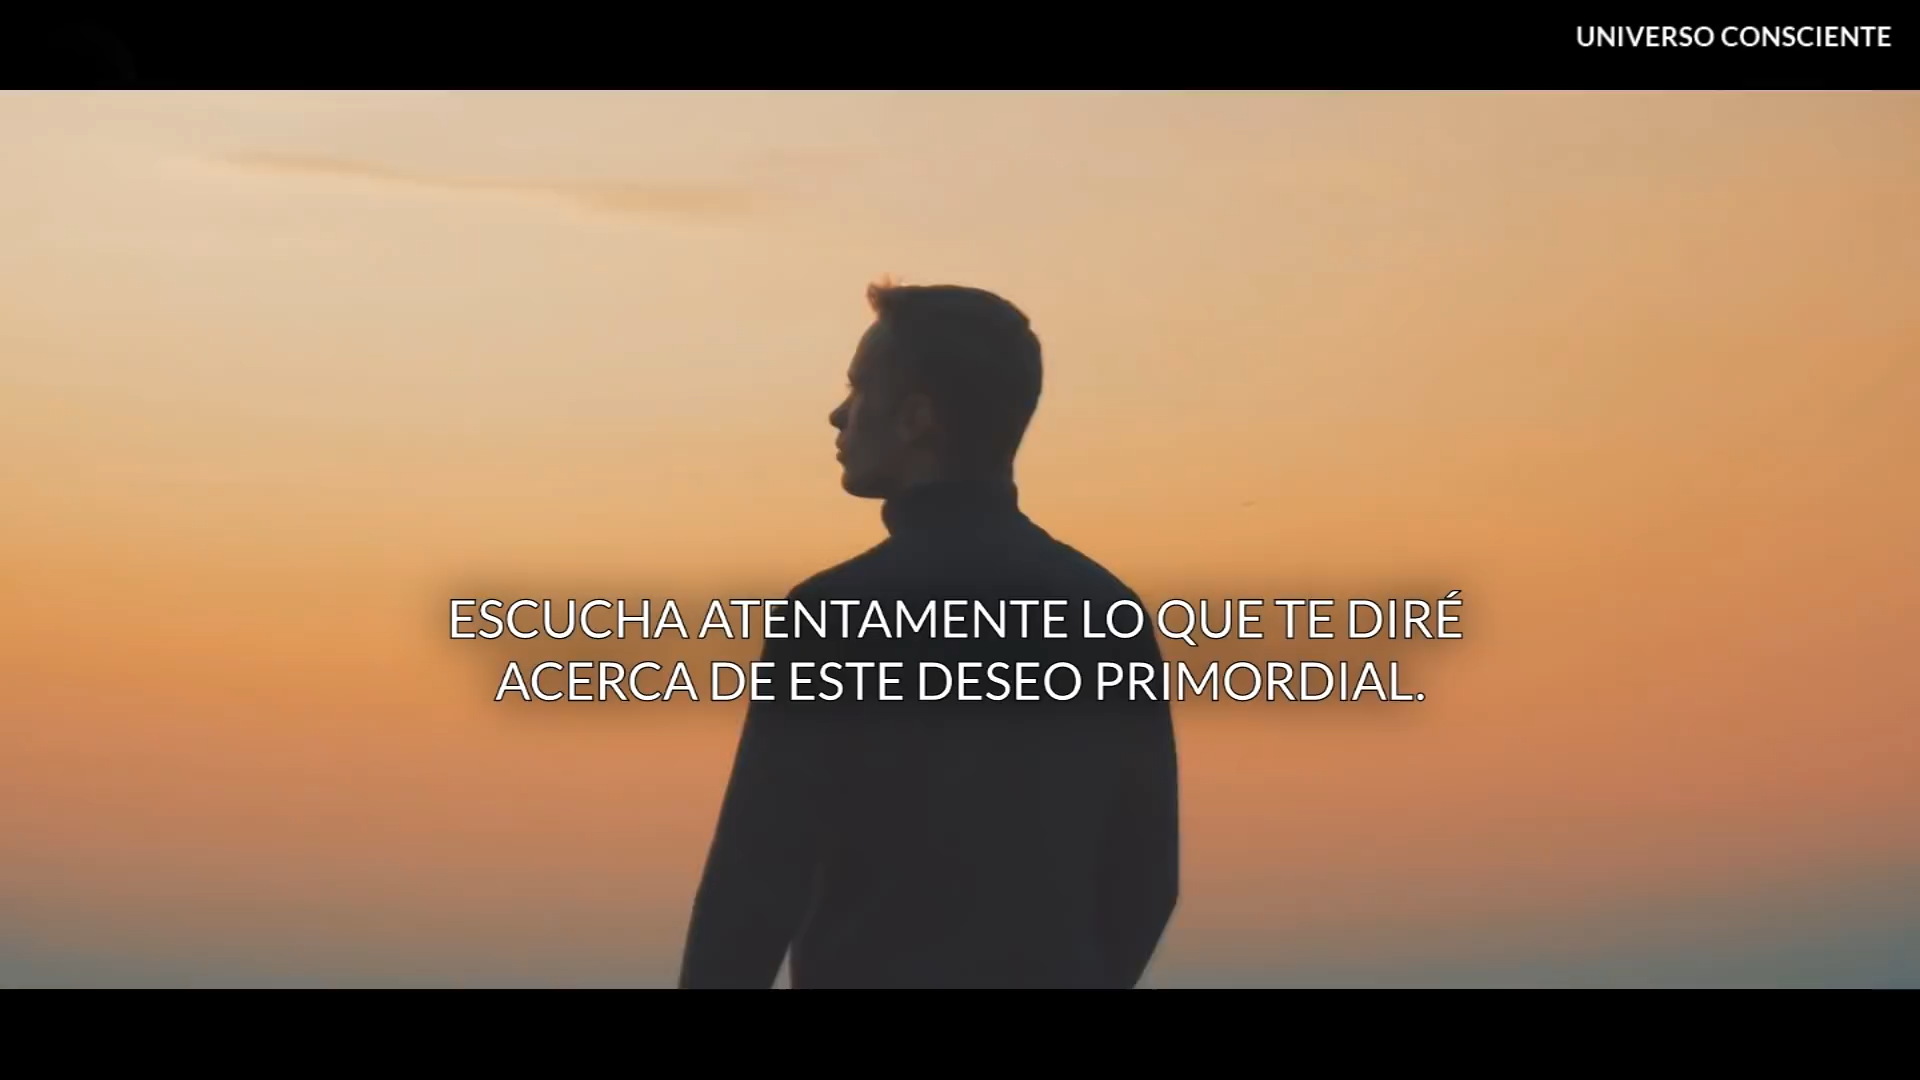 UNIVERSO CONSCIENTE
ESCUCHA ATENTAMENTE LO QUE TE DIRÉ
ACERCA DE ESTE DESEO PRIMORDIAL.